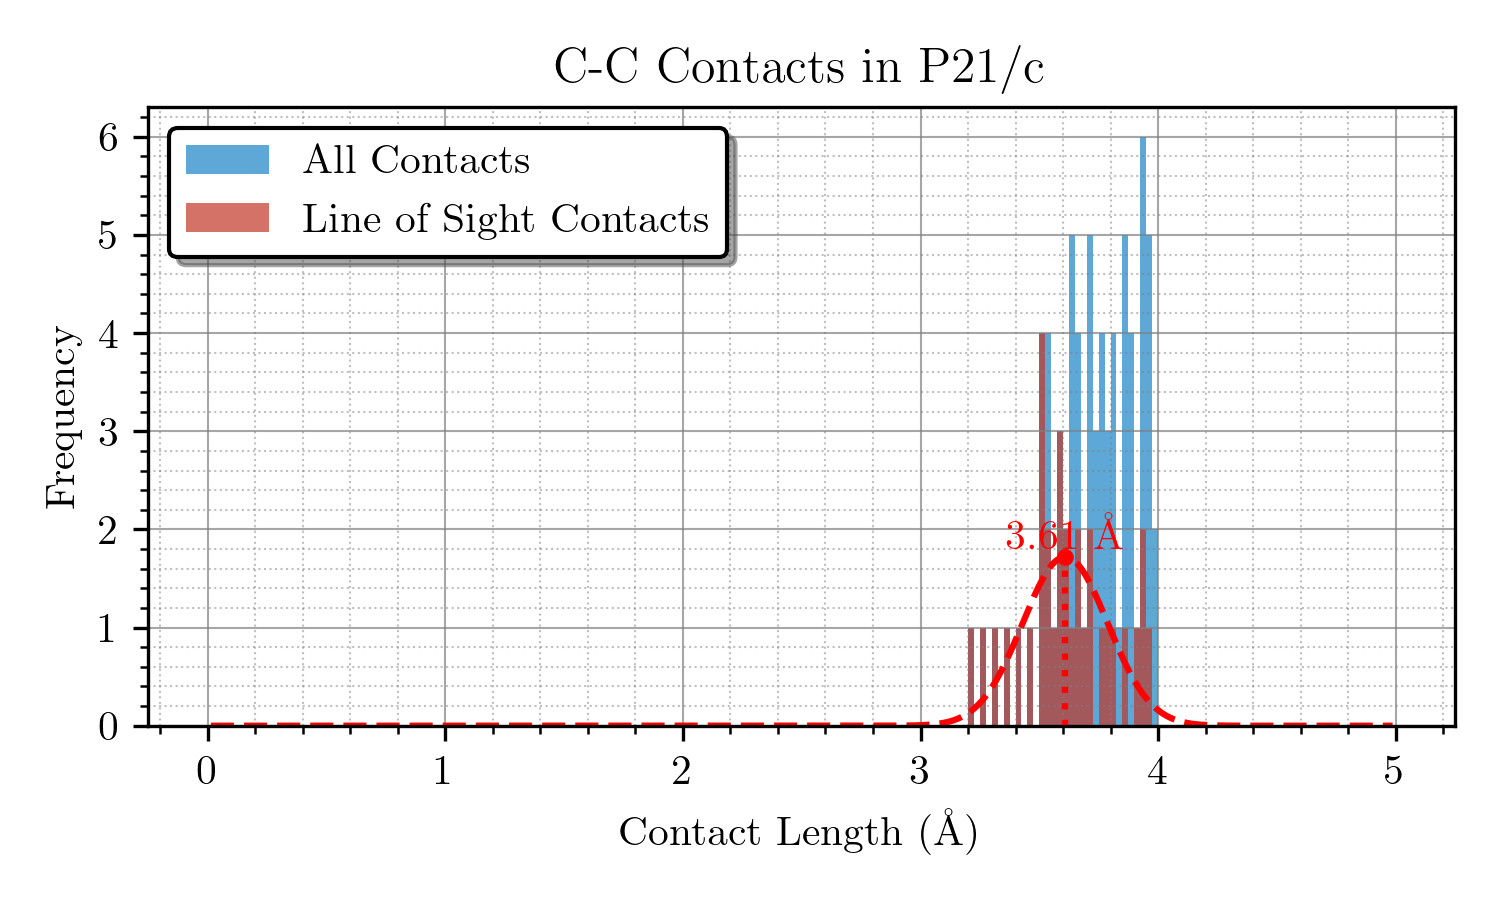 C-C Contacts in P21/c
All Contacts
Line of Sight Contacts
6
5
4
3
2
1
0
Frequency
3.61 Å
0 1 2 3 4 5
Contact Length (Å)